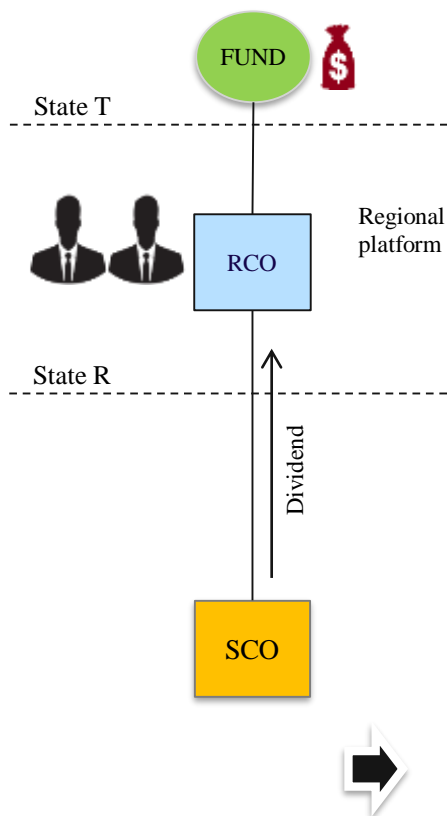 FUND
$
State T
Regional
platform
RCO
State R
Dividend
SCO